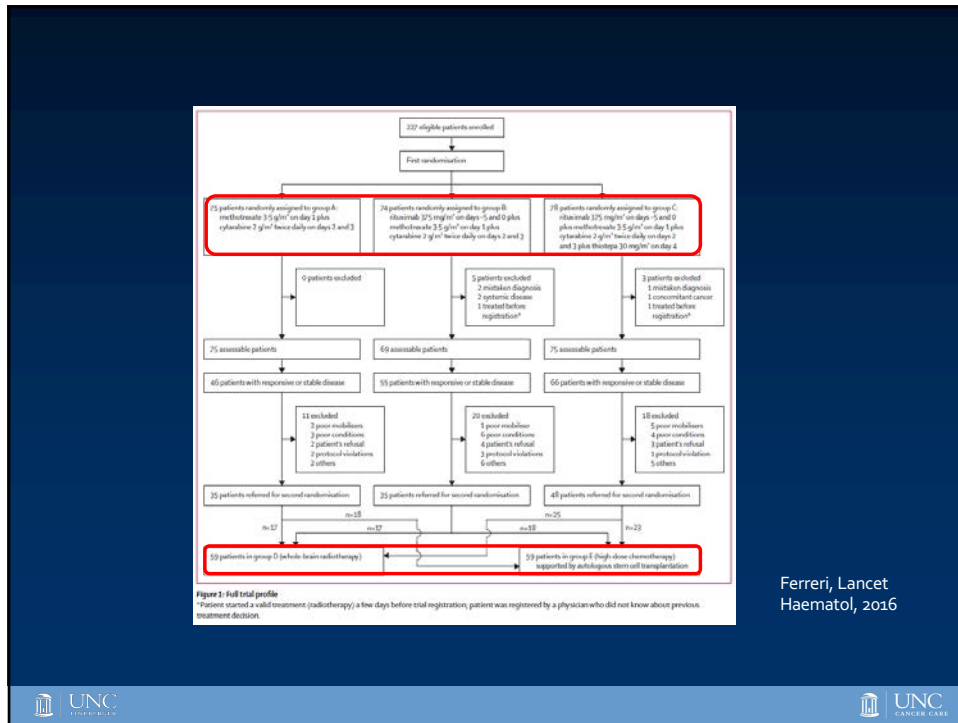 227 eligible patients enrolled
First randomisation
75 patients randomly assigned to group A:
methotrexate 3·5 g/m² on day 1 plus
cytarabine 2 g/m² twice daily on days 2 and 3
74 patients randomly assigned to group B:
rituximab 375 mg/m² on days -5 and 0 plus
methotrexate 3·5 g/m² on day 1 plus
cytarabine 2 g/m² twice daily on days 2 and 3
78 patients randomly assigned to group C:
rituximab 375 mg/m² on days -5 and 0
plus methotrexate 3·5 g/m² on day 1 plus
cytarabine 2 g/m² twice daily on days 2
and 3 plus thiotepa 30 mg/m² on day 4
0 patients excluded
5 patients excluded
2 mistaken diagnosis
2 systemic disease
1 treated before
registration*
3 patients excluded
1 mistaken diagnosis
1 concomitant cancer
1 treated before
registration*
75 assessable patients
69 assessable patients
75 assessable patients
46 patients with responsive or stable disease
55 patients with responsive or stable disease
66 patients with responsive or stable disease
11 excluded
2 poor mobilisers
3 poor conditions
2 patient's refusal
2 protocol violations
2 others
20 excluded
1 poor mobiliser
6 poor conditions
4 patient's refusal
3 protocol violations
6 others
18 excluded
5 poor mobilisers
4 poor conditions
3 patient's refusal
1 protocol violation
5 others
35 patients referred for second randomisation
35 patients referred for second randomisation
48 patients referred for second randomisation
n=18
n=25
n=17
n=17
n=18
n=23
59 patients in group D (whole brain radiotherapy)
59 patients in group E (high-dose chemotherapy)
supported by autologous stem cell transplantation
Figure 1: Full trial profile
*Patient started a valid treatment (radiotherapy) a few days before trial registration; patient was registered by a physician who did not know about previous
treatment decision.
Ferreri, Lancet
Haematol, 2016
UNC
LINEBERGER
UNC
CANCER CARE